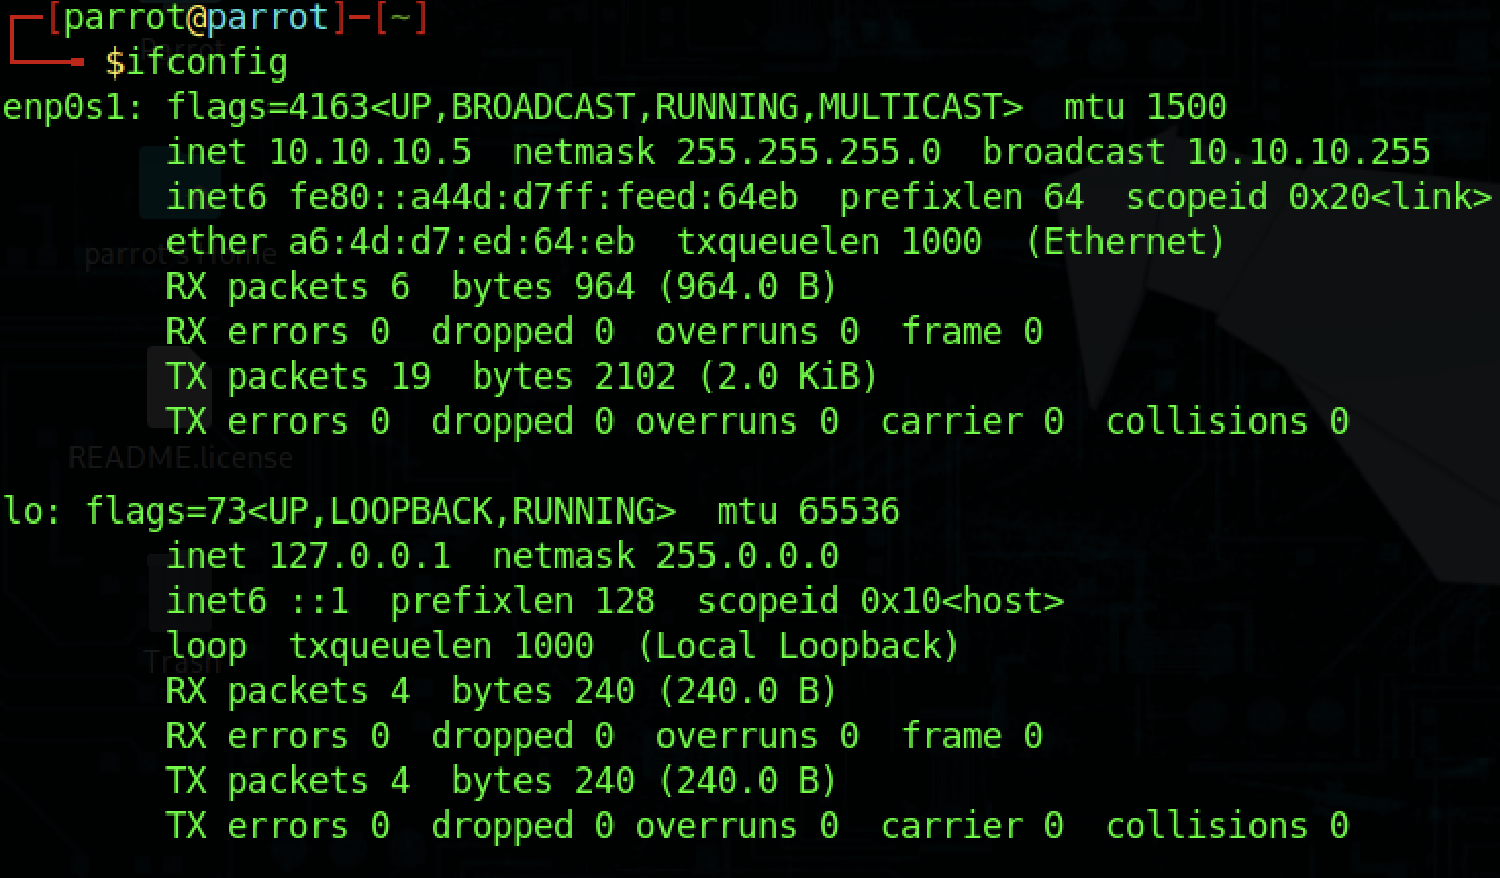 [parrot@parrot]─[~]
$ifconfig
enp0s1: flags=4163<UP,BROADCAST,RUNNING,MULTICAST>  mtu 1500
inet 10.10.10.5  netmask 255.255.255.0  broadcast 10.10.10.255
inet6 fe80::a44d:d7ff:feed:64eb  prefixlen 64  scopeid 0x20<link>
ether a6:4d:d7:ed:64:eb  txqueuelen 1000  (Ethernet)
parrot's Home
RX packets 6  bytes 964 (964.0 B)
RX errors 0  dropped 0  overruns 0  frame 0
TX packets 19  bytes 2102 (2.0 KiB)
TX errors 0  dropped 0 overruns 0  carrier 0  collisions 0
README.license
lo: flags=73<UP,LOOPBACK,RUNNING>  mtu 65536
inet 127.0.0.1  netmask 255.0.0.0
inet6 ::1  prefixlen 128  scopeid 0x10<host>
loop  txqueuelen 1000  (Local Loopback)
Trash
RX packets 4  bytes 240 (240.0 B)
RX errors 0  dropped 0  overruns 0  frame 0
TX packets 4  bytes 240 (240.0 B)
TX errors 0  dropped 0 overruns 0  carrier 0  collisions 0